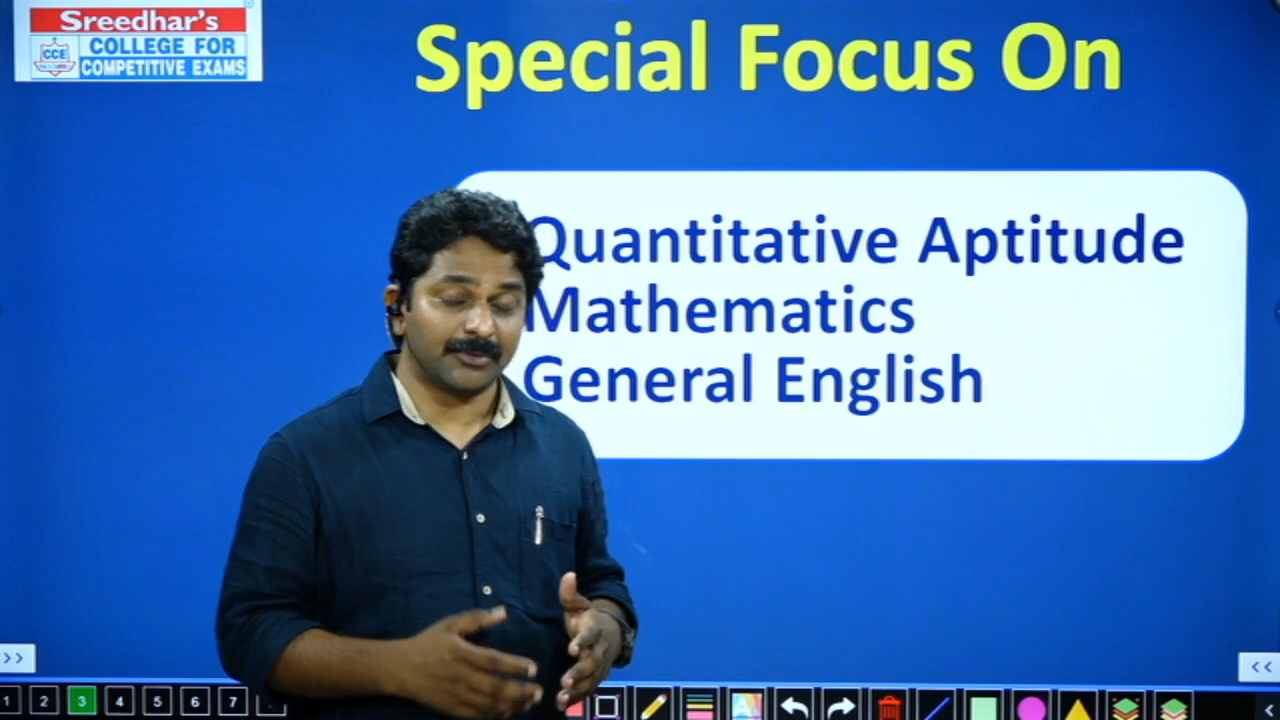 Sreedhar's
CCE
COLLEGE FOR
COMPETITIVE EXAMS
Special Focus On
Quantitative Aptitude
Mathematics
General English
>>
<<
1 2 3 4 5 6 7
<